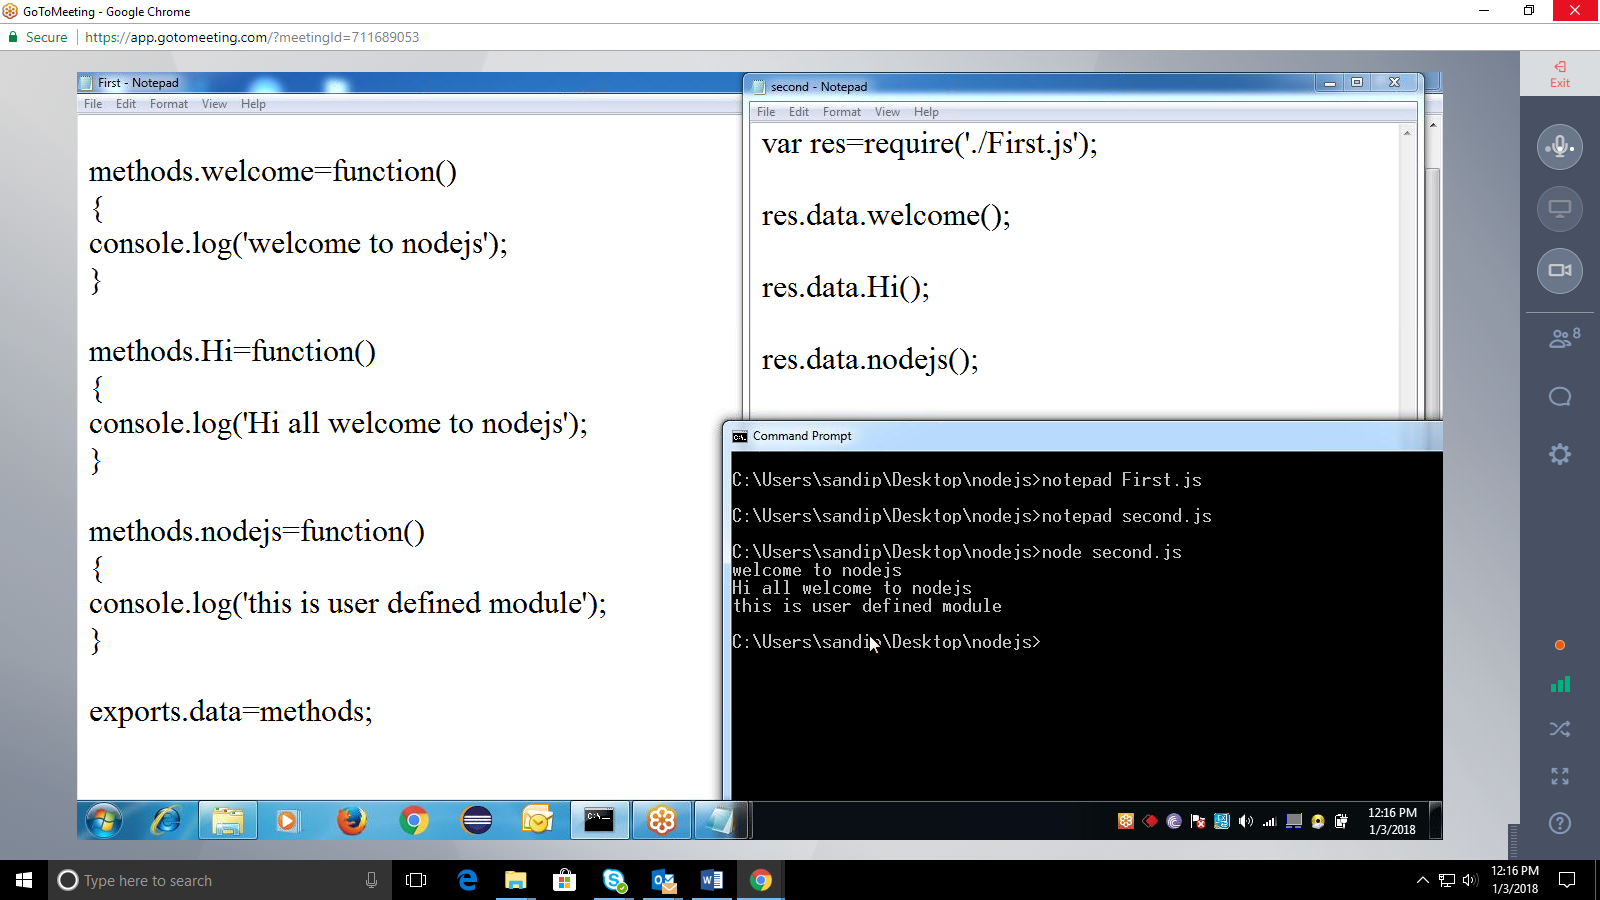 GoToMeeting - Google Chrome
Secure
https://app.gotomeeting.com/?meetingId=711689053
Exit
8
First - Notepad
File Edit Format View Help
methods.welcome=function()
{
console.log('welcome to nodejs');
}
methods.Hi=function()
{
console.log('Hi all welcome to nodejs');
}
methods.nodejs=function()
{
console.log('this is user defined module');
}
exports.data=methods;
second - Notepad
File Edit Format View Help
var res=require('./First.js');
res.data.welcome();
res.data.Hi();
res.data.nodejs();
Command Prompt
C:\Users\sandip\Desktop\nodejs>notepad First.js
C:\Users\sandip\Desktop\nodejs>notepad second.js
C:\Users\sandip\Desktop\nodejs>node second.js
welcome to nodejs
Hi all welcome to nodejs
this is user defined module
C:\Users\sandip\Desktop\nodejs>
12:16 PM
1/3/2018
Type here to search
12:16 PM
1/3/2018